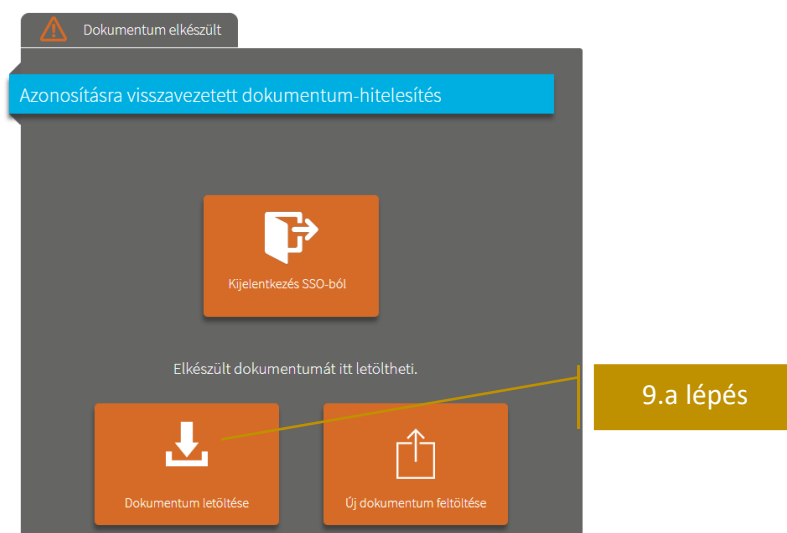 Dokumentum elkészült
Azonosításra visszavezetett dokumentum-hitelesítés
Kijelentkezés SSO-ból
Elkészült dokumentumát itt letöltheti.
9.a lépés
Dokumentum letöltése
Új dokumentum feltöltése